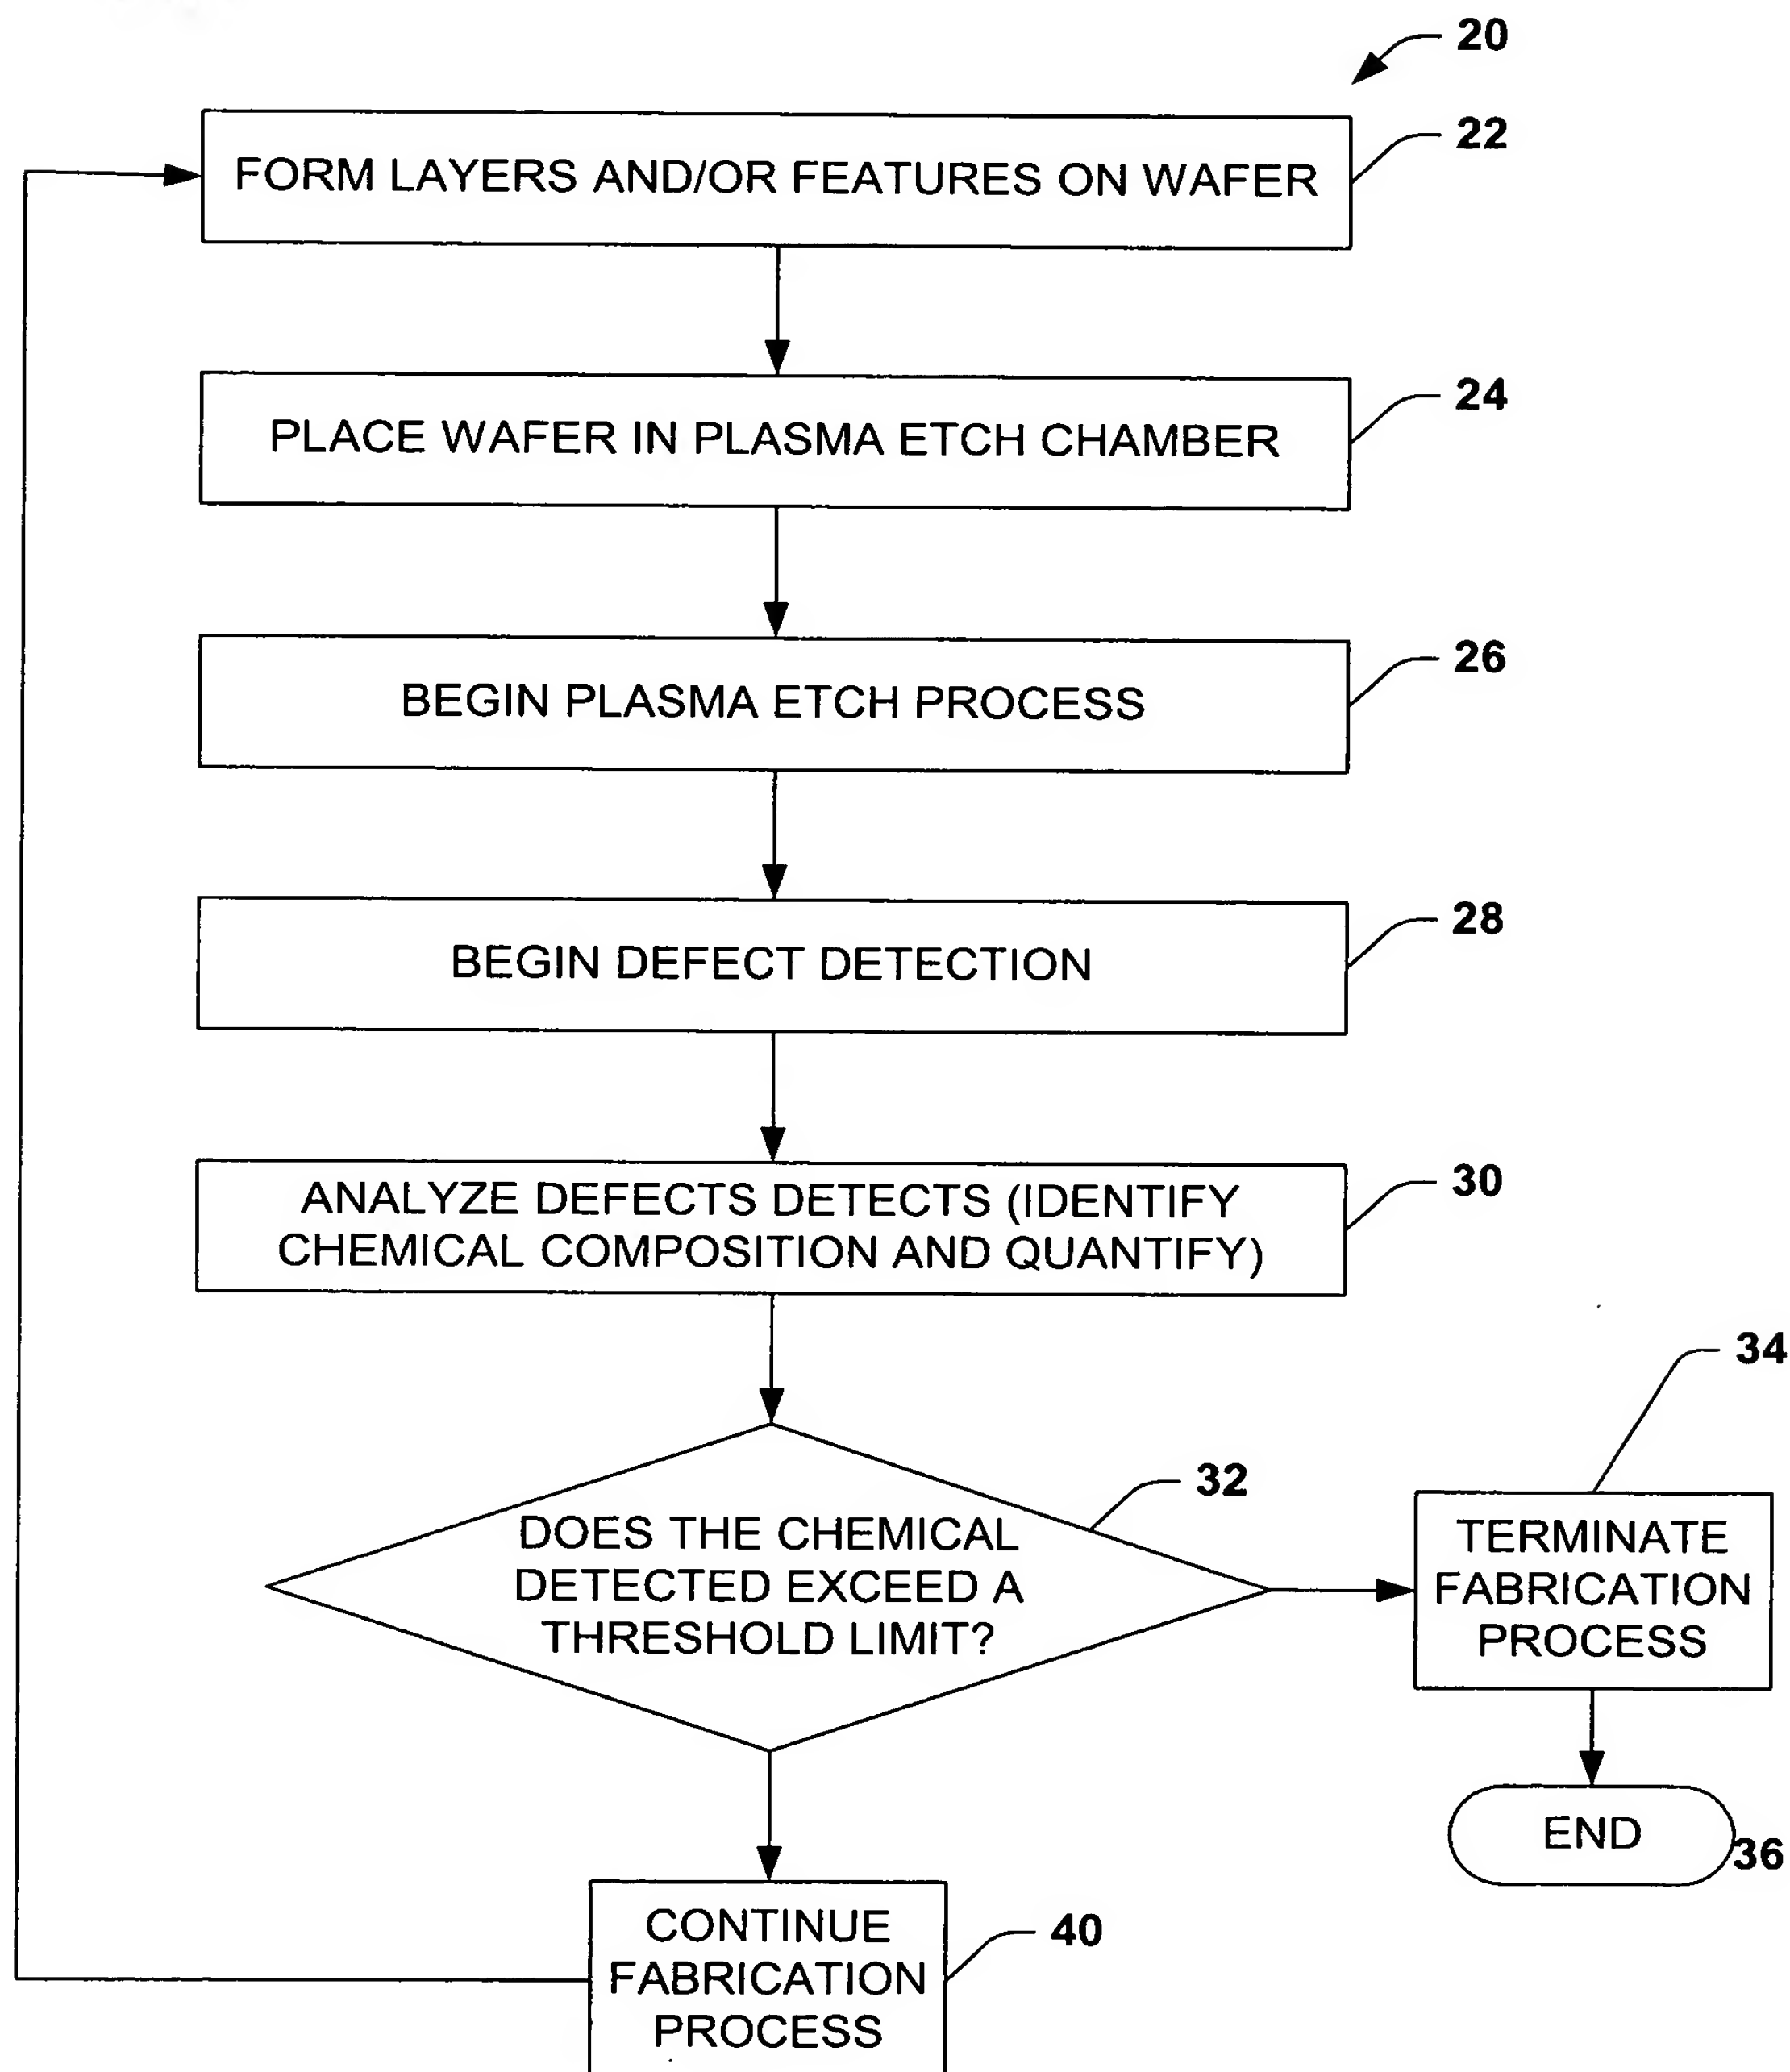 20
22
FORM LAYERS AND/OR FEATURES ON WAFER
24
PLACE WAFER IN PLASMA ETCH CHAMBER
26
BEGIN PLASMA ETCH PROCESS
28
BEGIN DEFECT DETECTION
30
ANALYZE DEFECTS DETECTS (IDENTIFY
CHEMICAL COMPOSITION AND QUANTIFY)
34
32
DOES THE CHEMICAL
DETECTED EXCEED A
THRESHOLD LIMIT?
TERMINATE
FABRICATION
PROCESS
END
36
40
CONTINUE
FABRICATION
PROCESS